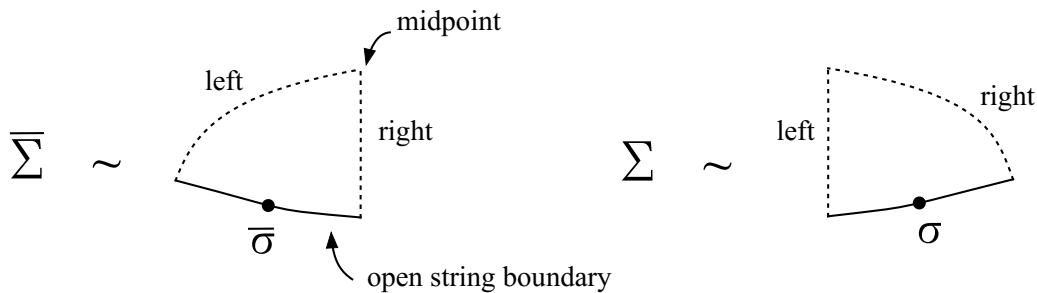 midpoint
left
right
Σ̅ ~
σ̅
open string boundary
left
right
Σ ~
σ